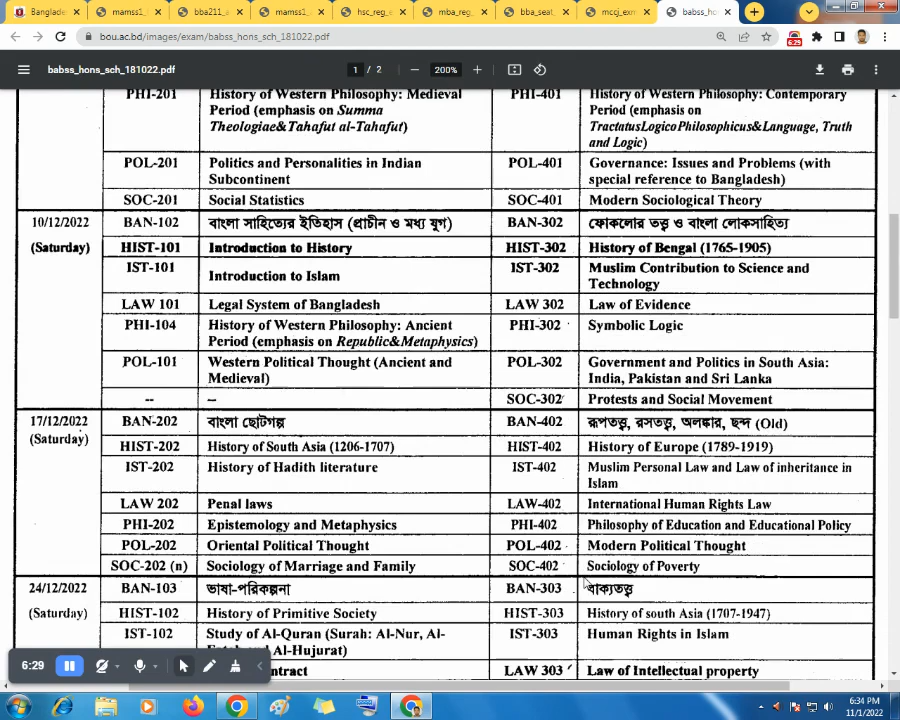 Banglades
mamss1_
bba211_a
mamss1_
hsc_reg_e
mba_reg_
bba_seat_
mccj_exm
babss_ho
bou.ac.bd/images/exam/babss_hons_sch_181022.pdf
6:29
babss_hons_sch_181022.pdf
1 / 2
200%
PHI-201 History of Western Philosophy: Medieval Period (emphasis on Summa Theologiae&Tahafut al-Tahafut) PHI-401 History of Western Philosophy: Contemporary Period (emphasis on TractatusLogicoPhilosophicus&Language, Truth and Logic)
POL-201 Politics and Personalities in Indian Subcontinent POL-401 Governance: Issues and Problems (with special reference to Bangladesh)
SOC-201 Social Statistics SOC-401 Modern Sociological Theory
10/12/2022 (Saturday) BAN-102 বাংলা সাহিত্যের ইতিহাস (প্রাচীন ও মধ্য যুগ) BAN-302 ফোকলোর তত্ত্ব ও বাংলা লোকসাহিত্য
HIST-101 Introduction to History HIST-302 History of Bengal (1765-1905)
IST-101 Introduction to Islam IST-302 Muslim Contribution to Science and Technology
LAW 101 Legal System of Bangladesh LAW 302 Law of Evidence
PHI-104 History of Western Philosophy: Ancient Period (emphasis on Republic&Metaphysics) PHI-302 Symbolic Logic
POL-101 Western Political Thought (Ancient and Medieval) POL-302 Government and Politics in South Asia: India, Pakistan and Sri Lanka
-- -- SOC-302 Protests and Social Movement
17/12/2022 (Saturday) BAN-202 বাংলা ছোটগল্প BAN-402 রূপতত্ত্ব, রসতত্ত্ব, অলঙ্কার, ছন্দ (Old)
HIST-202 History of South Asia (1206-1707) HIST-402 History of Europe (1789-1919)
IST-202 History of Hadith literature IST-402 Muslim Personal Law and Law of inheritance in Islam
LAW 202 Penal laws LAW-402 International Human Rights Law
PHI-202 Epistemology and Metaphysics PHI-402 Philosophy of Education and Educational Policy
POL-202 Oriental Political Thought POL-402 Modern Political Thought
SOC-202 (n) Sociology of Marriage and Family SOC-402 Sociology of Poverty
24/12/2022 (Saturday) BAN-103 ভাষা-পরিকল্পনা BAN-303 বাক্যতত্ত্ব
HIST-102 History of Primitive Society HIST-303 History of south Asia (1707-1947)
IST-102 Study of Al-Quran (Surah: Al-Nur, Al- Al-Hujurat) IST-303 Human Rights in Islam
LAW 303 Law of Intellectual property
6:29
6:34 PM
11/1/2022